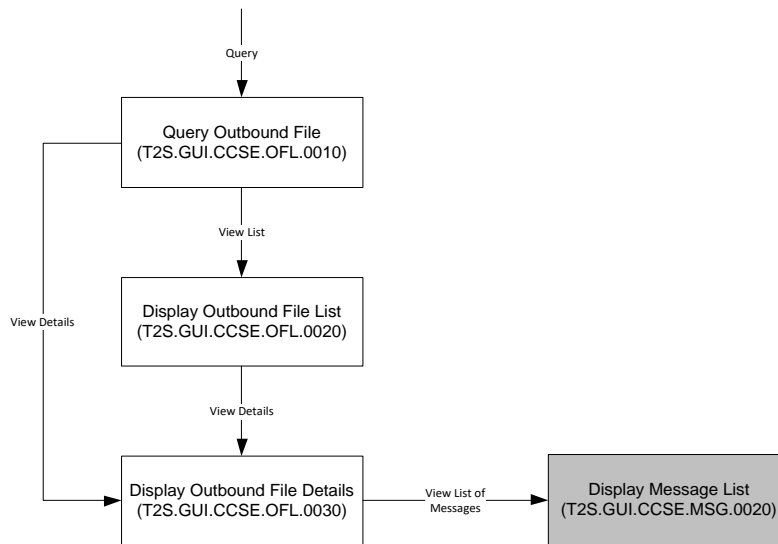 Query
Query Outbound File
(T2S.GUI.CCSE.OFL.0010)
View List
Display Outbound File List
(T2S.GUI.CCSE.OFL.0020)
View Details
View Details
Display Outbound File Details
(T2S.GUI.CCSE.OFL.0030)
View List of
Messages
Display Message List
(T2S.GUI.CCSE.MSG.0020)